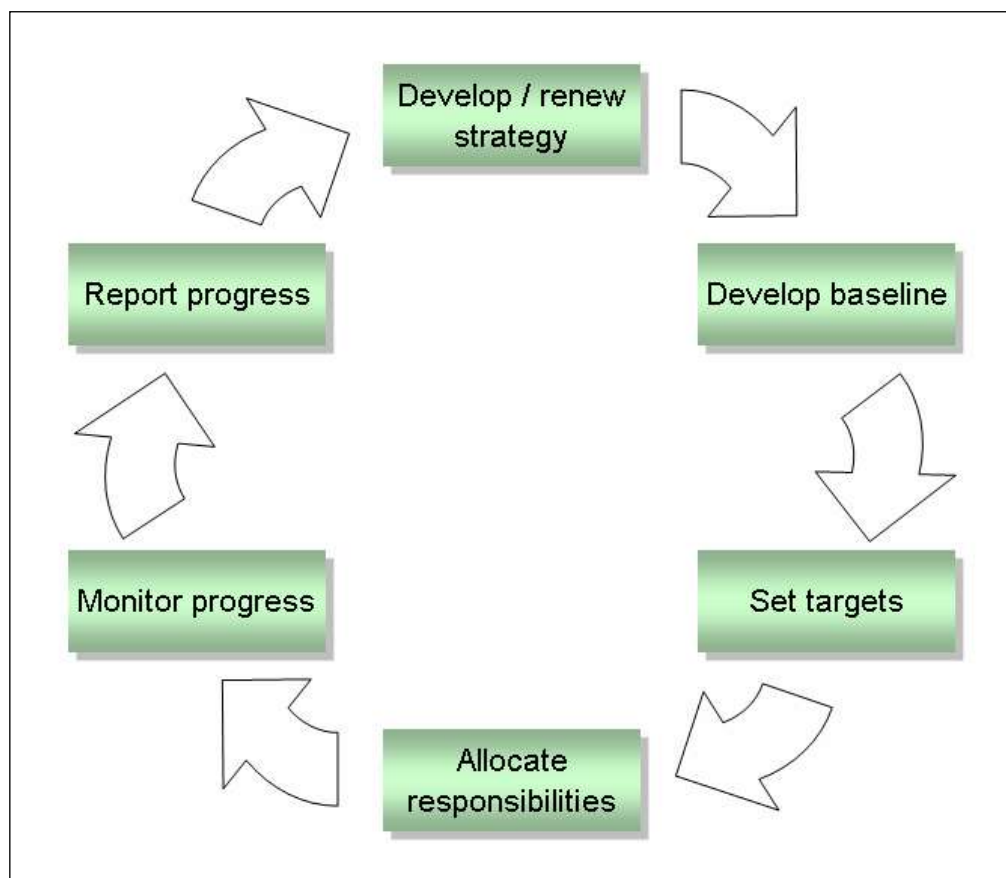 Develop / renew
strategy
Develop baseline
Set targets
Allocate
responsibilities
Monitor progress
Report progress